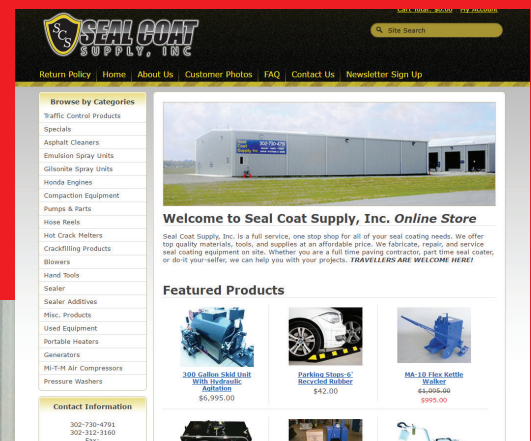 Cart Total: $0.00 My Account
SCS
SEAL COAT
SUPPLY, INC
Site Search
Return Policy Home About Us Customer Photos FAQ Contact Us Newsletter Sign Up
Browse by Categories
Traffic Control Products
Specials
Asphalt Cleaners
Emulsion Spray Units
Gilsonite Spray Units
Honda Engines
Compaction Equipment
Pumps & Parts
Hose Reels
Hot Crack Melters
Crackfilling Products
Blowers
Hand Tools
Sealer
Sealer Additives
Misc. Products
Used Equipment
Portable Heaters
Generators
Mi-T-M Air Compressors
Pressure Washers
Contact Information
302-730-4791
302-312-3160
Fax:
Seal
Coat
Supply, Inc.
302-730-4791
Welcome to Seal Coat Supply, Inc. Online Store
Seal Coat Supply, Inc. is a full service, one stop shop for all of your seal coating needs. We offer
top quality materials, tools, and supplies at an affordable price. We fabricate, repair, and service
seal coating equipment on site. Whether you are a full time paving contractor, part time seal coater,
or do-it your-selfer, we can help you with your projects. TRAVELLERS ARE WELCOME HERE!
Featured Products
300 Gallon Skid Unit
With Hydraulic
Agitation
$6,995.00
Parking Stops-6'
Recycled Rubber
$42.00
MA-10 Flex Kettle
Walker
$1,095.00
$995.00